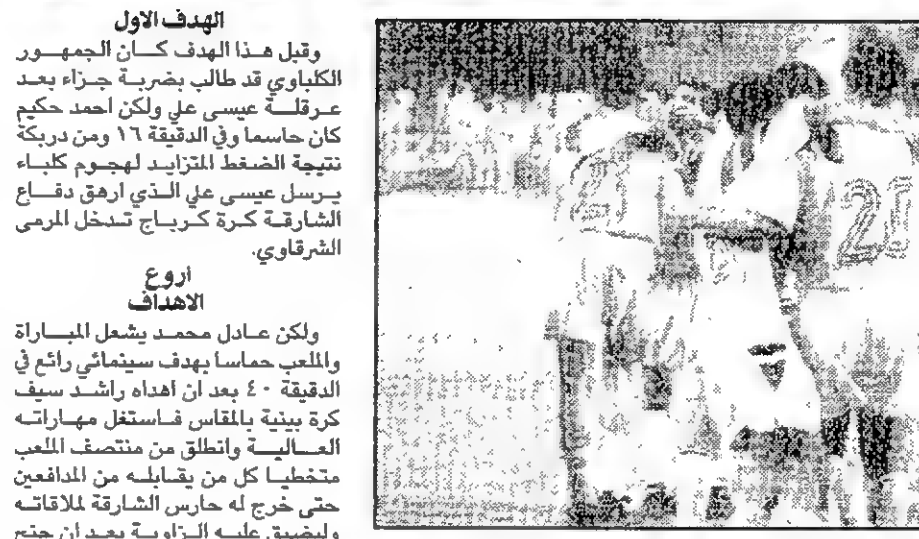 الهدف الاول
وقبل هذا الهدف كان الجمهور
الكلباوي قد طالب بضربة جزاء بعد
عرقلة عيسى علي ولكن احمد حكيم
كان حاسما وفي الدقيقة ١٦ ومن دربكة
نتيجة الضغط المتزايد لهجوم كلباء
يرسل عيسى علي الذي ارهق دفاع
الشارقة كرة كرباج تدخل المرمى
الشرقاوي.
اروع
الاهداف
ولكن عادل محمد يشعل المباراة
والملعب حماسا بهدف سينمائي رائع في
الدقيقة ٤٠ بعد ان اهداه راشد سيف
كرة بينية بالمقاس فاستغل مهاراته
العالية وانطلق من منتصف الملعب
متخطيا كل من يقابله من المدافعين
حتى خرج له حارس الشارقة لملاقاته
وليضيق عليه الزاوية بعد ان جنح
21
21